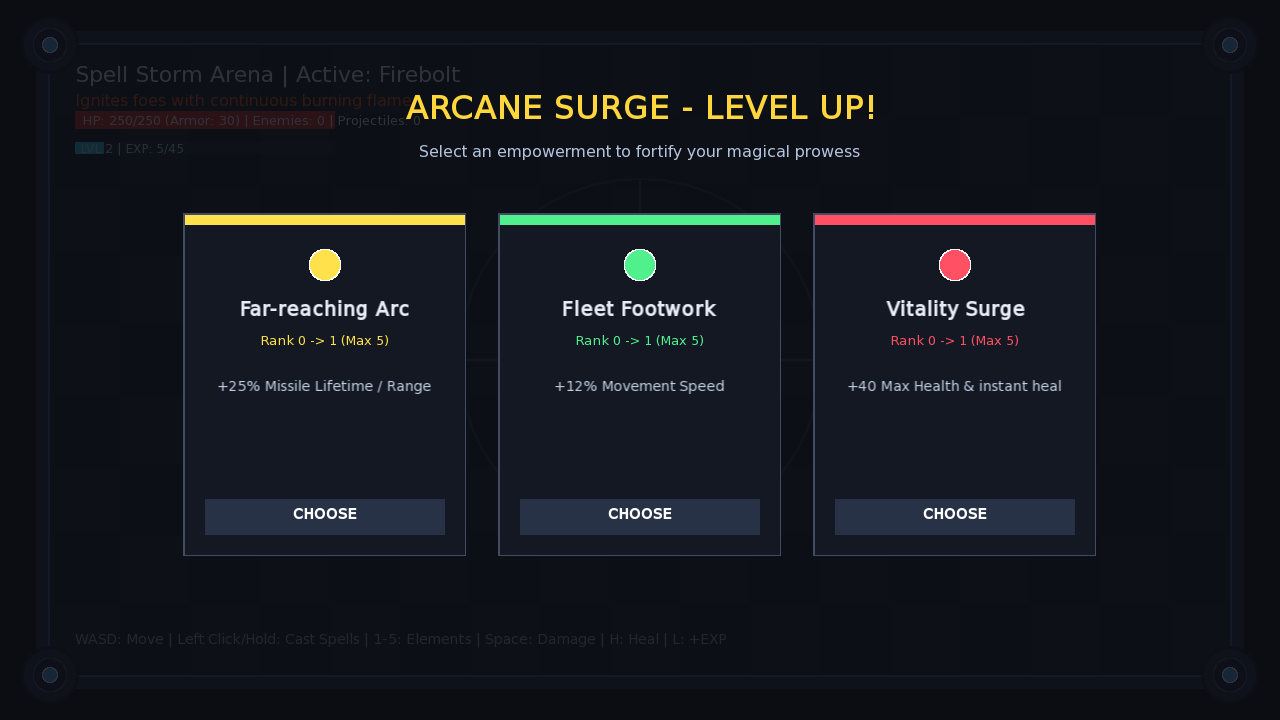 Spell Storm Arena | Active: Firebolt
Ignites foes with continuous burning flame
HP: 250/250 (Armor: 30) | Enemies: 0 | Projectiles: 0
LVL 2 | EXP: 5/45
ARCANE SURGE - LEVEL UP!
Select an empowerment to fortify your magical prowess
Far-reaching Arc
Rank 0 -> 1 (Max 5)
+25% Missile Lifetime / Range
CHOOSE
Fleet Footwork
Rank 0 -> 1 (Max 5)
+12% Movement Speed
CHOOSE
Vitality Surge
Rank 0 -> 1 (Max 5)
+40 Max Health & instant heal
CHOOSE
WASD: Move | Left Click/Hold: Cast Spells | 1-5: Elements | Space: Damage | H: Heal | L: +EXP